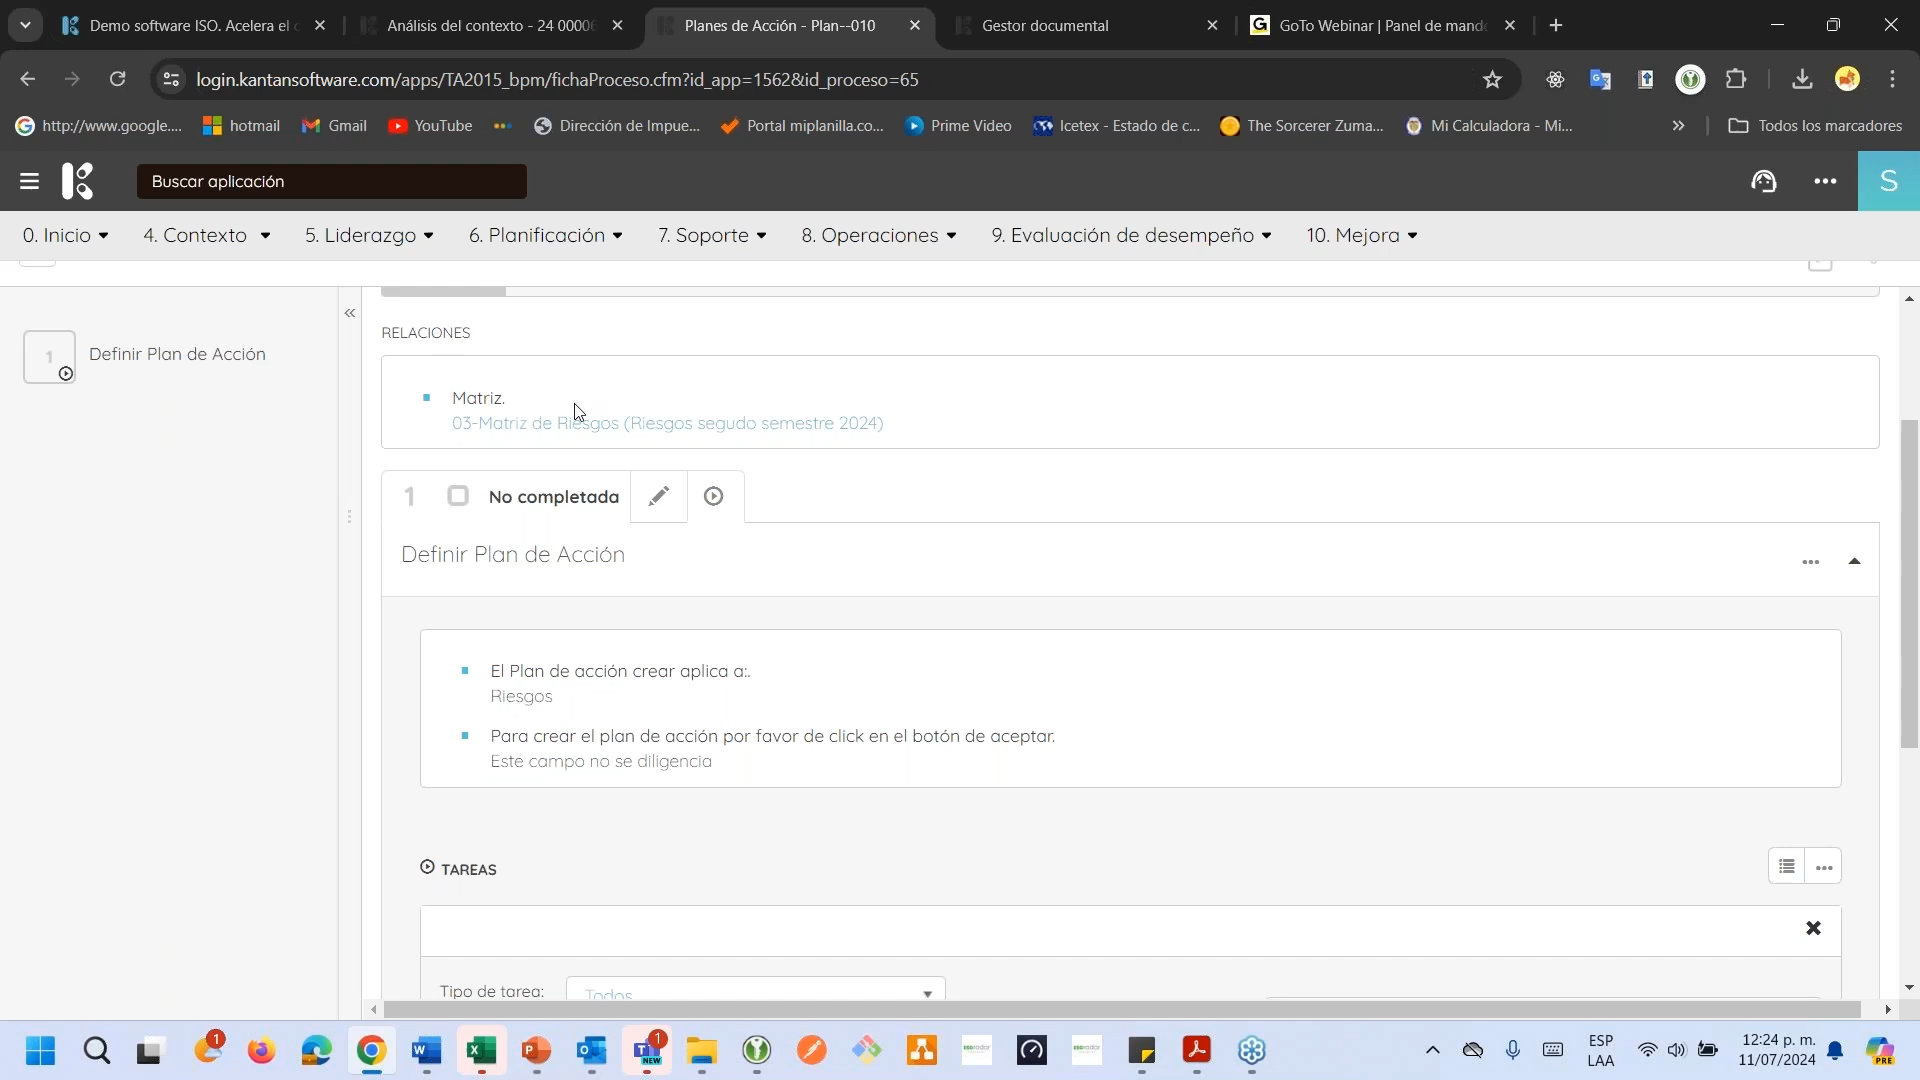 Demo software ISO. Acelera el c
Análisis del contexto - 24 00006
Planes de Acción - Plan--010
Gestor documental
GoTo Webinar | Panel de mando
login.kantansoftware.com/apps/TA2015_bpm/fichaProceso.cfm?id_app=1562&id_proceso=65
http://www.google....
hotmail
Gmail
YouTube
Dirección de Impue...
Portal miplanilla.co...
Prime Video
Icetex - Estado de c...
The Sorcerer Zuma...
Mi Calculadora - Mi...
Todos los marcadores
Buscar aplicación
S
0. Inicio
4. Contexto
5. Liderazgo
6. Planificación
7. Soporte
8. Operaciones
9. Evaluación de desempeño
10. Mejora
1
Definir Plan de Acción
RELACIONES
Matriz.
03-Matriz de Riesgos (Riesgos segudo semestre 2024)
1 No completada
Definir Plan de Acción
El Plan de acción crear aplica a:.
Riesgos
Para crear el plan de acción por favor de click en el botón de aceptar.
Este campo no se diligencia
TAREAS
Tipo de tarea: Todos
1
1
NEW
ESP
LAA
12:24 p. m.
11/07/2024
PRE